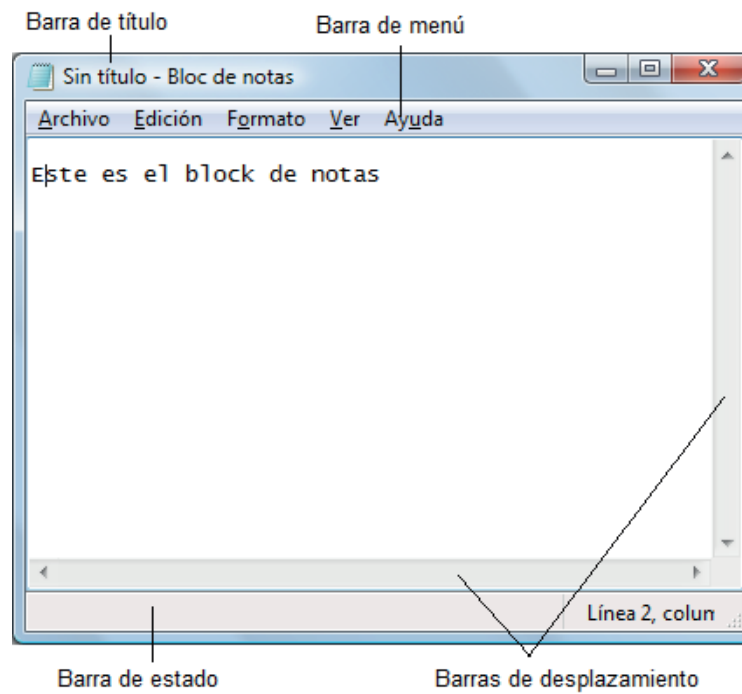 Barra de título
Barra de menú
Sin título - Bloc de notas
Archivo Edición Formato Ver Ayuda
Este es el block de notas
Línea 2, colun
Barra de estado
Barras de desplazamiento